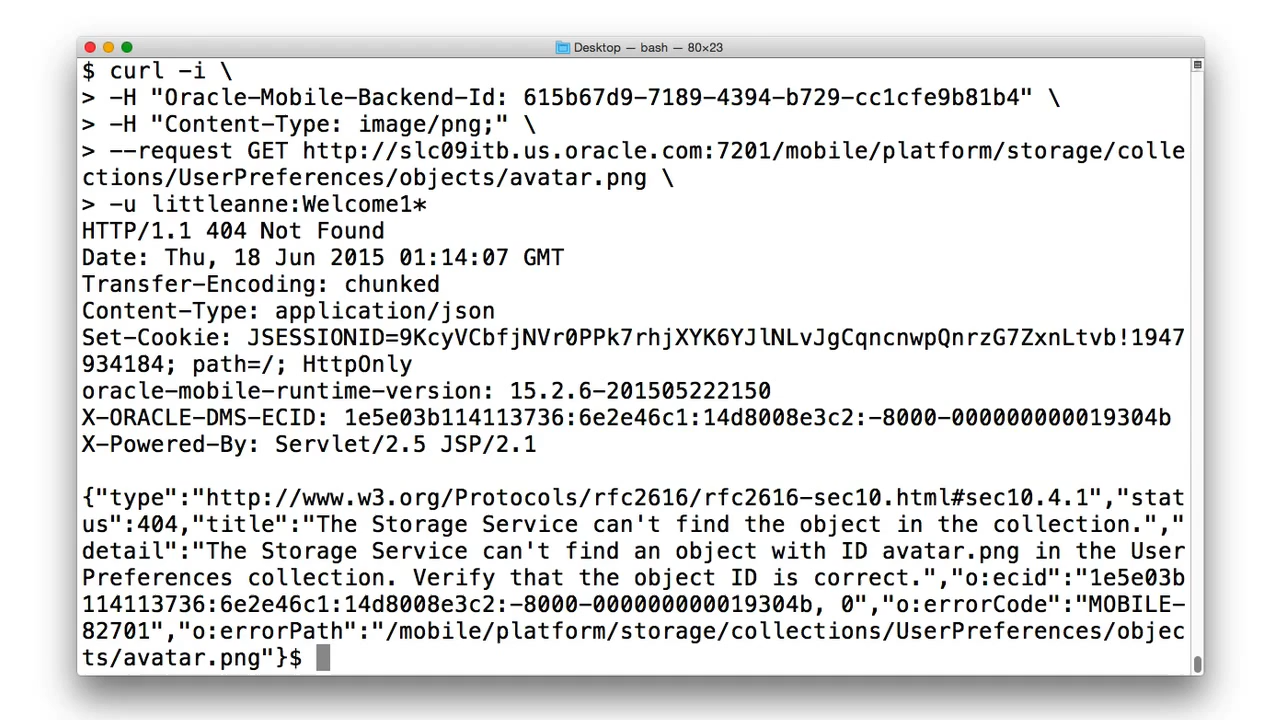 Desktop — bash — 80×23
$ curl -i \
> -H "Oracle-Mobile-Backend-Id: 615b67d9-7189-4394-b729-cc1cfe9b81b4" \
> -H "Content-Type: image/png;" \
> --request GET http://slc09itb.us.oracle.com:7201/mobile/platform/storage/colle
ctions/UserPreferences/objects/avatar.png \
> -u littleanne:Welcome1*
HTTP/1.1 404 Not Found
Date: Thu, 18 Jun 2015 01:14:07 GMT
Transfer-Encoding: chunked
Content-Type: application/json
Set-Cookie: JSESSIONID=9KcyVCbfjNVr0PPk7rhjXYK6YJlNLvJgCqncnwpQnrzG7ZxnLtvb!1947
934184; path=/; HttpOnly
oracle-mobile-runtime-version: 15.2.6-201505222150
X-ORACLE-DMS-ECID: 1e5e03b114113736:6e2e46c1:14d8008e3c2:-8000-000000000019304b
X-Powered-By: Servlet/2.5 JSP/2.1
{"type":"http://www.w3.org/Protocols/rfc2616/rfc2616-sec10.html#sec10.4.1","stat
us":404,"title":"The Storage Service can't find the object in the collection.","
detail":"The Storage Service can't find an object with ID avatar.png in the User
Preferences collection. Verify that the object ID is correct.","o:ecid":"1e5e03b
114113736:6e2e46c1:14d8008e3c2:-8000-000000000019304b, 0","o:errorCode":"MOBILE-
82701","o:errorPath":"/mobile/platform/storage/collections/UserPreferences/objec
ts/avatar.png"}$